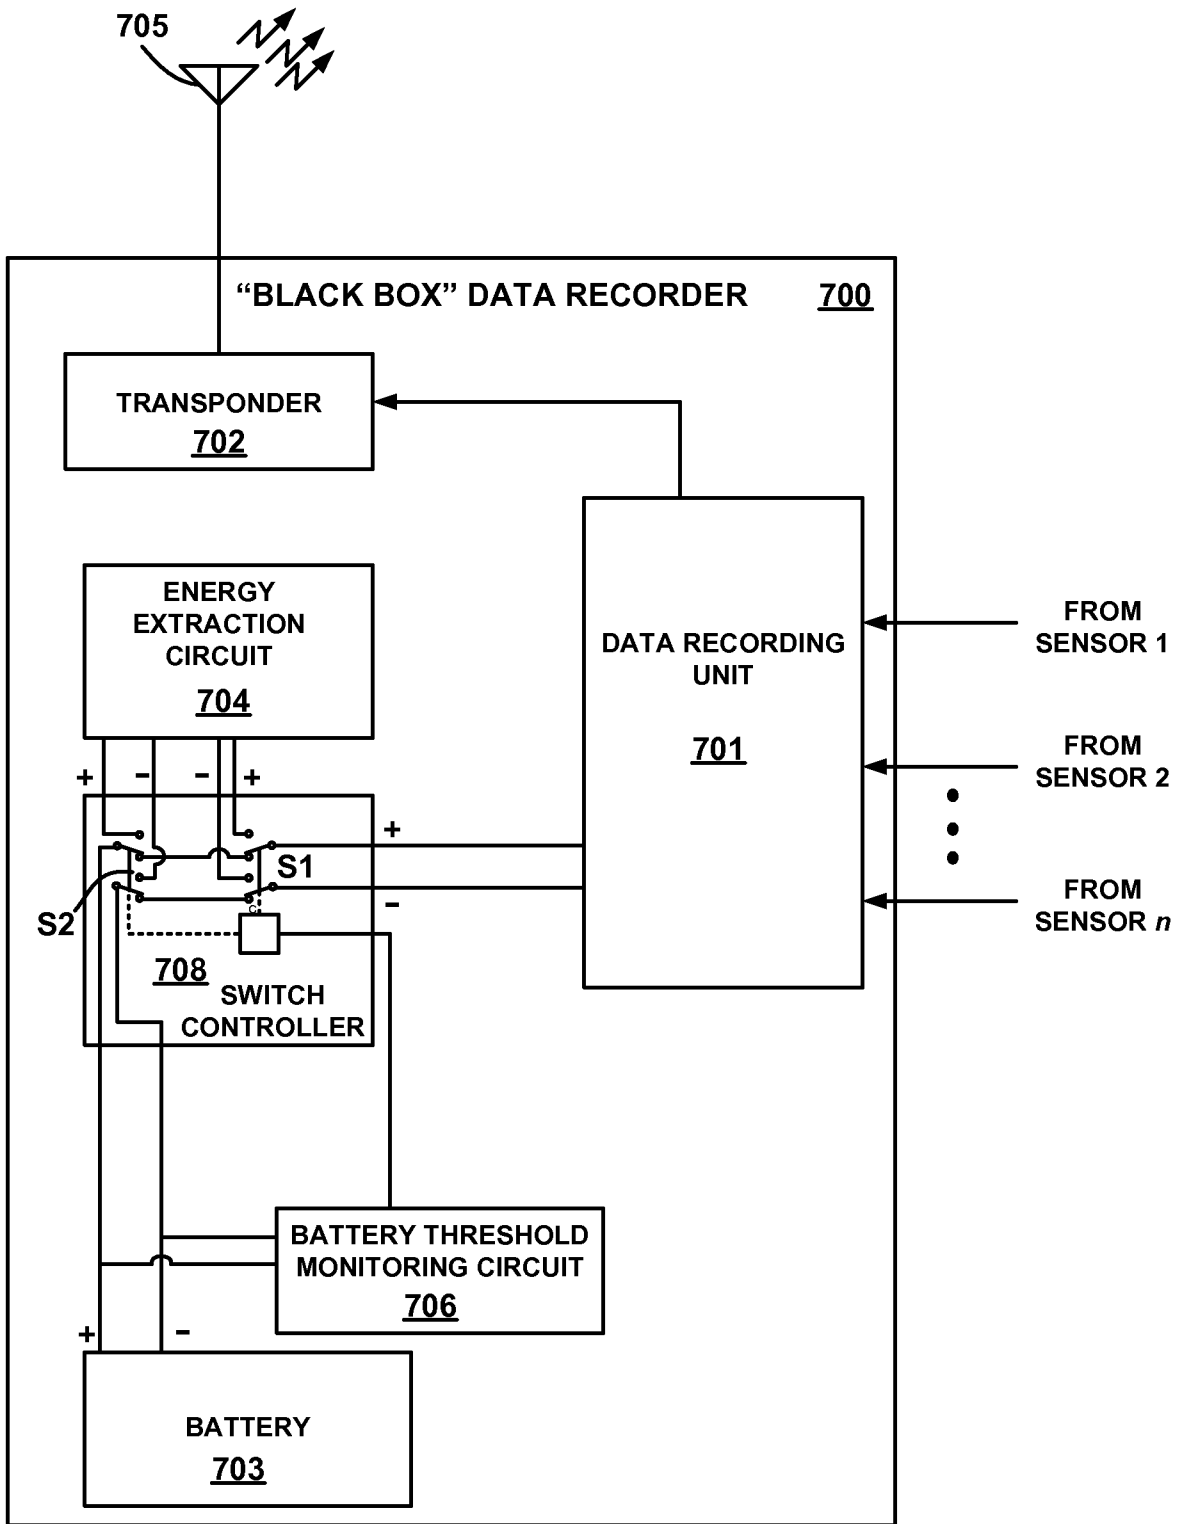 705
“BLACK BOX” DATA RECORDER
700
TRANSPONDER
702
ENERGY
EXTRACTION
CIRCUIT
704
DATA RECORDING
UNIT
701
FROM
SENSOR 1
FROM
SENSOR 2
FROM
SENSOR n
+ - - +
+
S1
-
S2
C
708
SWITCH
CONTROLLER
BATTERY THRESHOLD
MONITORING CIRCUIT
706
+ -
BATTERY
703